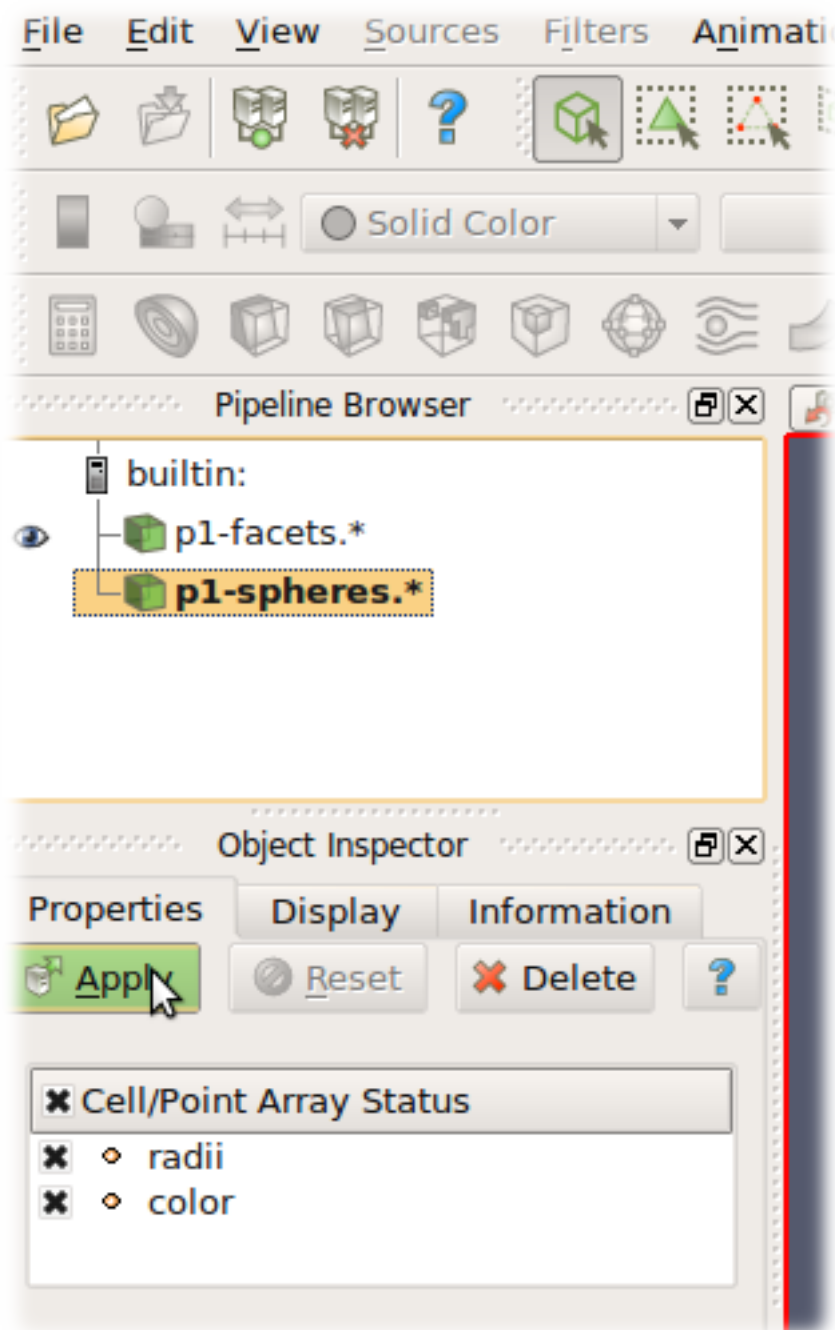 File Edit View Sources Filters Animati
Solid Color
Pipeline Browser
builtin:
p1-facets.*
p1-spheres.*
Object Inspector
Properties Display Information
Apply Reset Delete
Cell/Point Array Status
radii
color